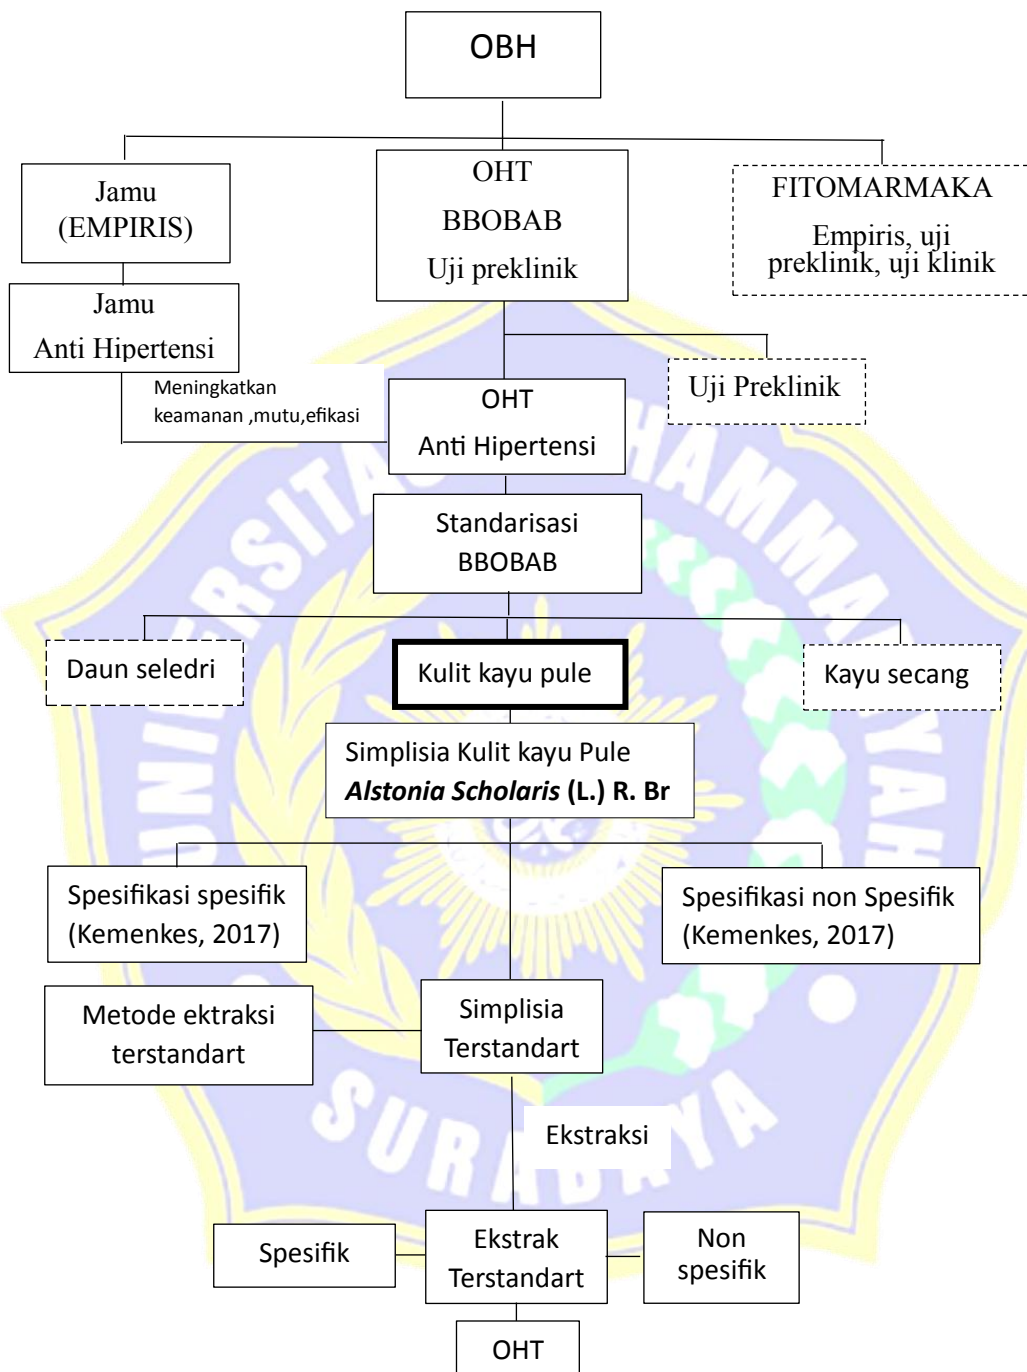 OBH
Jamu
(EMPIRIS)
OHT
BBOBAB
Uji preklinik
FITOMARMAKA
Empiris, uji
preklinik, uji klinik
Jamu
Anti Hipertensi
Meningkatkan
keamanan ,mutu,efikasi
OHT
Anti Hipertensi
Uji Preklinik
Standarisasi
BBOBAB
Daun seledri
Kulit kayu pule
Kayu secang
Simplisia Kulit kayu Pule
Alstonia Scholaris (L.) R. Br
Spesifikasi spesifik
(Kemenkes, 2017)
Spesifikasi non Spesifik
(Kemenkes, 2017)
Metode ektraksi
terstandart
Simplisia
Terstandart
Ekstraksi
Spesifik
Ekstrak
Terstandart
Non
spesifik
OHT
SURABAYA